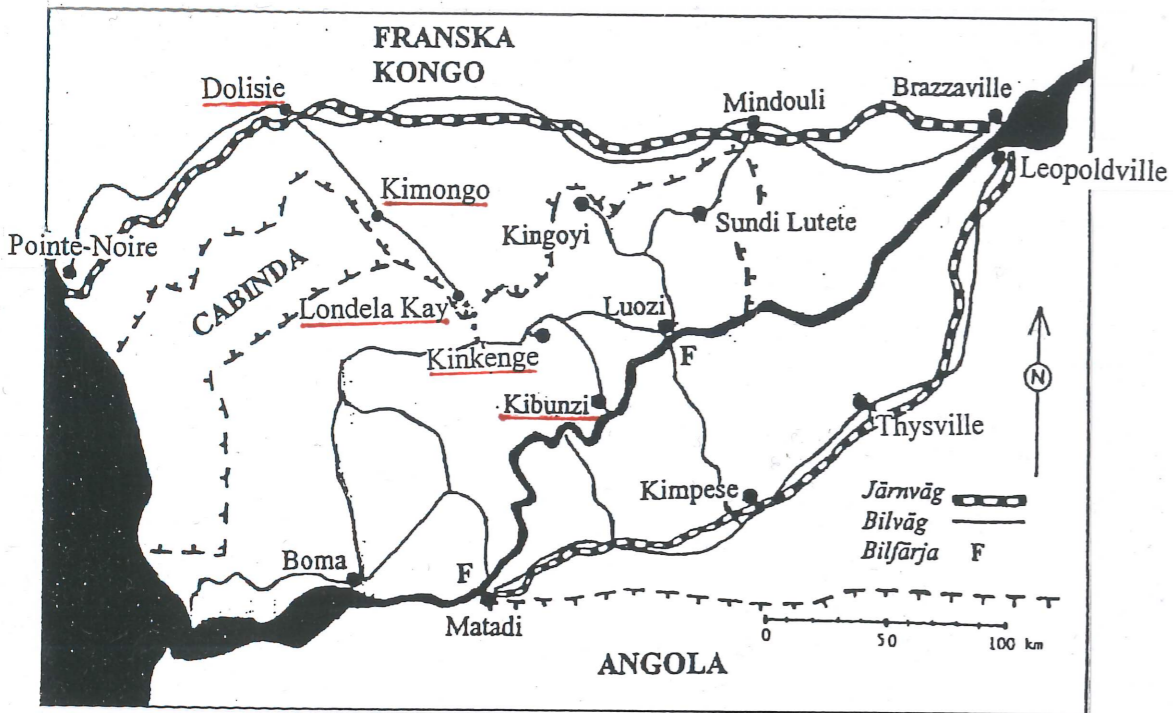 FRANSKA
KONGO
Dolisie
Mindouli
Brazzaville
Leopoldville
Kimongo
Kingoyi
Sundi Lutete
Pointe-Noire
CABINDA
Londela Kay
Luozi
F
Kinkenge
N
Kibunzi
Thysville
Kimpese
Järnväg
Bilväg
Bilfärja F
Boma
F
Matadi
0 50 100 km
ANGOLA